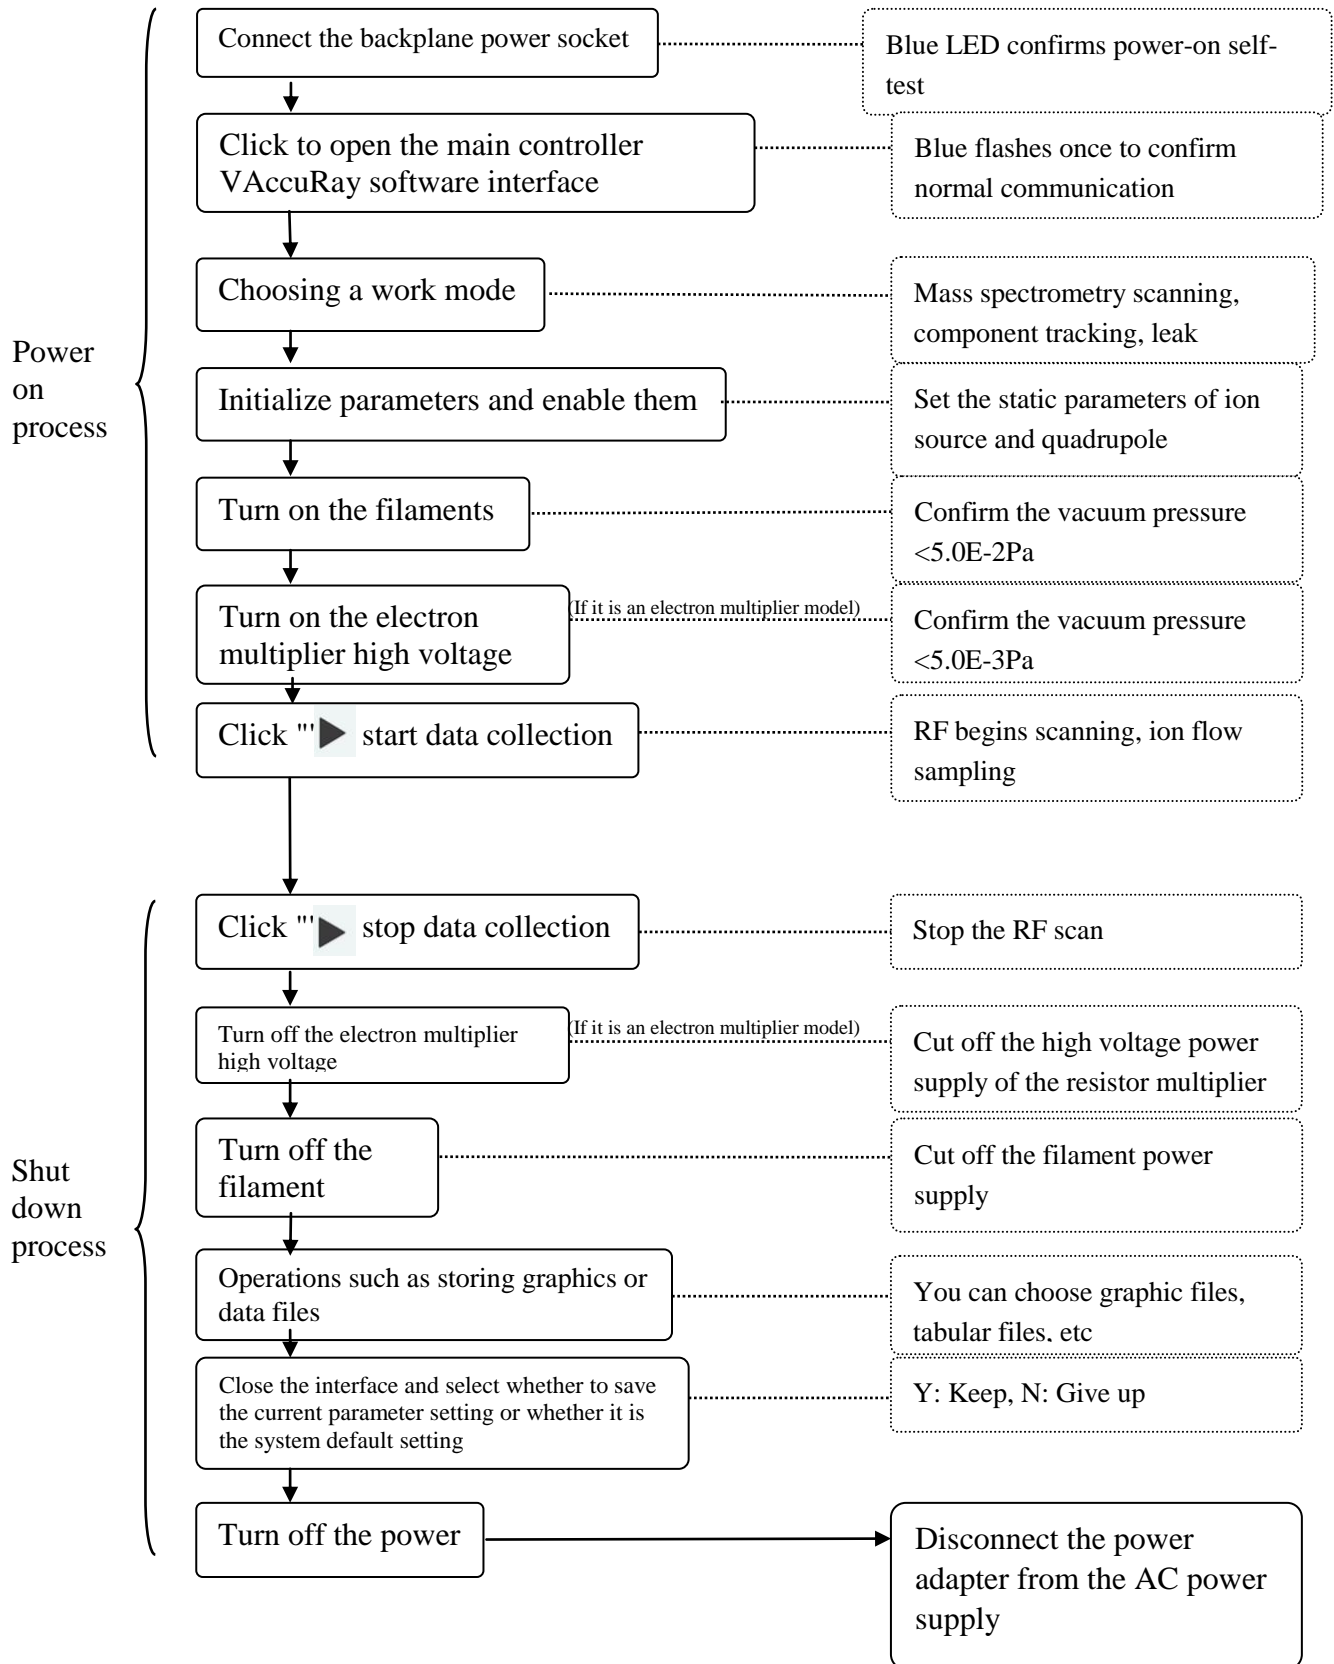 Connect the backplane power socket
Blue LED confirms power-on self-
test
Click to open the main controller
VAccuRay software interface
Blue flashes once to confirm
normal communication
Choosing a work mode
Mass spectrometry scanning,
component tracking, leak
Power
on
process
Initialize parameters and enable them
Set the static parameters of ion
source and quadrupole
Turn on the filaments
Confirm the vacuum pressure
<5.0E-2Pa
Turn on the electron
multiplier high voltage
(If it is an electron multiplier model)
Confirm the vacuum pressure
<5.0E-3Pa
Click "' start data collection
RF begins scanning, ion flow
sampling
Click "' stop data collection
Stop the RF scan
Turn off the electron multiplier
high voltage
(If it is an electron multiplier model)
Cut off the high voltage power
supply of the resistor multiplier
Shut
down
process
Turn off the
filament
Cut off the filament power
supply
Operations such as storing graphics or
data files
You can choose graphic files,
tabular files, etc
Close the interface and select whether to save
the current parameter setting or whether it is
the system default setting
Y: Keep, N: Give up
Turn off the power
Disconnect the power
adapter from the AC power
supply